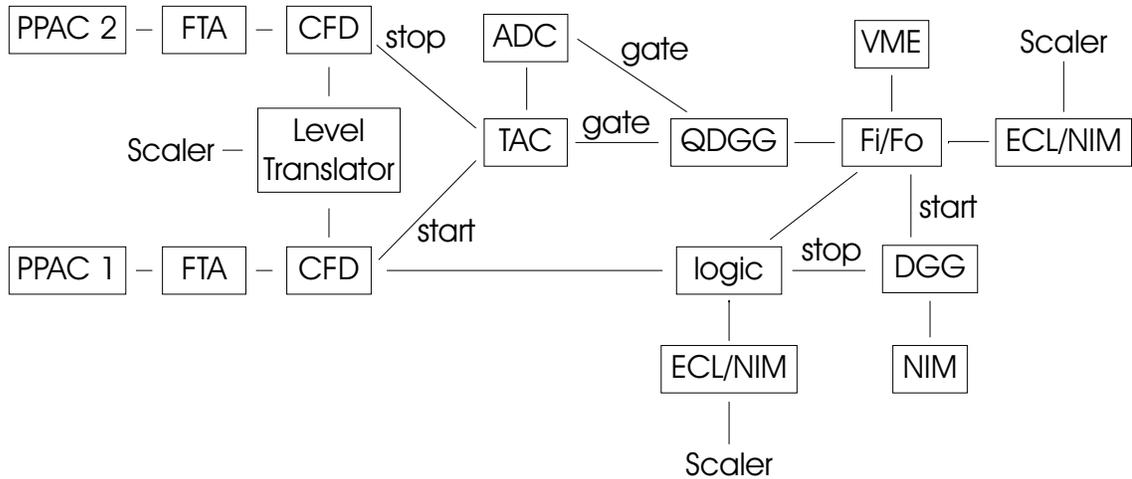 PPAC 2
FTA
CFD
stop
ADC
gate
VME
Scaler
Scaler
Level
Translator
TAC
gate
QDGG
Fi/Fo
ECL/NIM
start
start
PPAC 1
FTA
CFD
logic
stop
DGG
ECL/NIM
NIM
Scaler